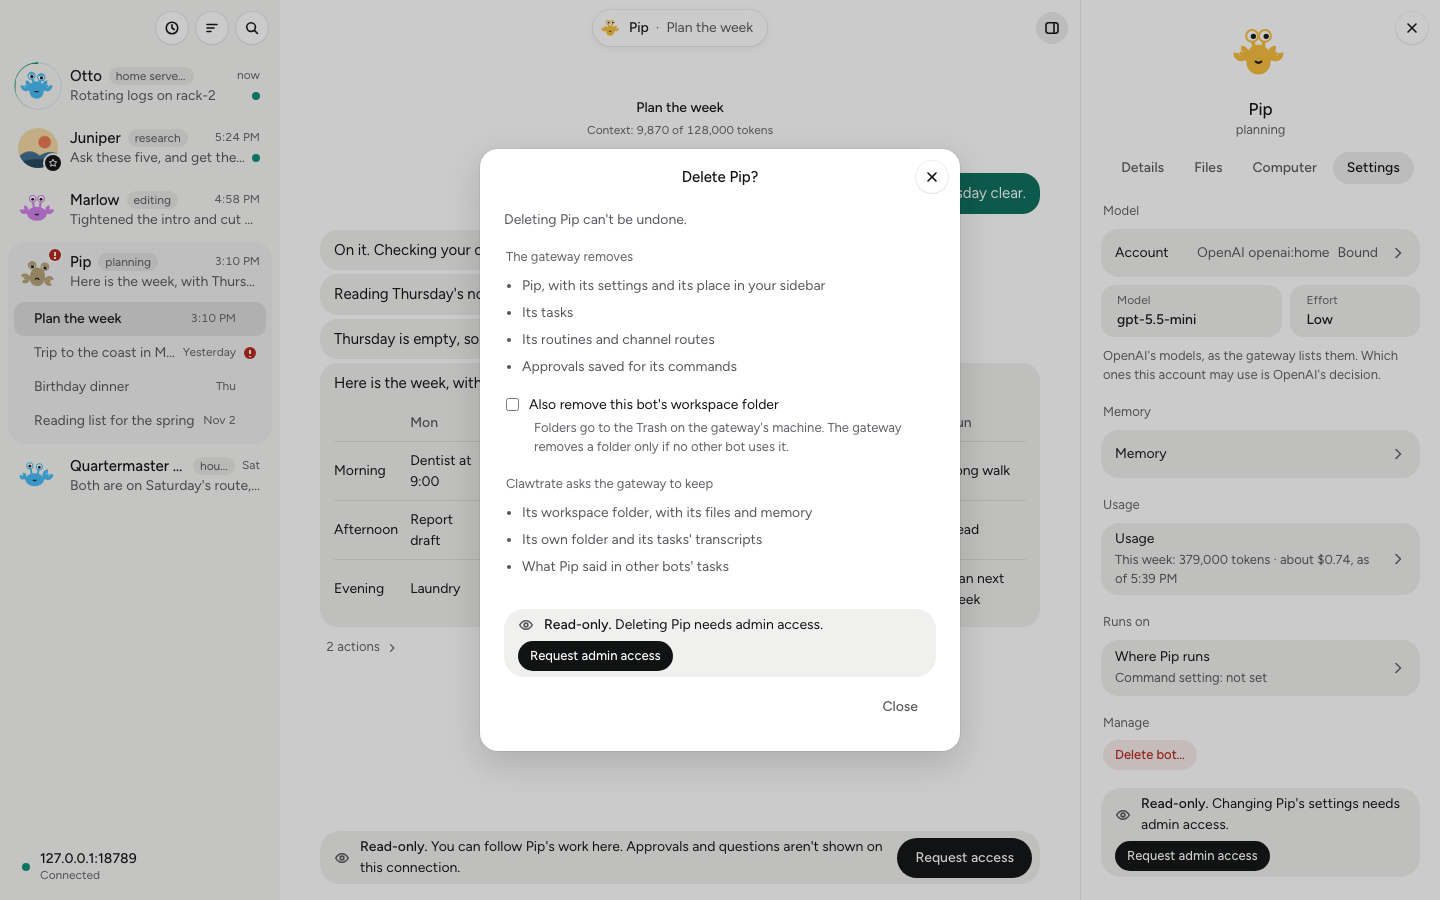 Otto home serve... now
Rotating logs on rack-2
Juniper research 5:24 PM
Ask these five, and get the...
Marlow editing 4:58 PM
Tightened the intro and cut ...
Pip planning 3:10 PM
Here is the week, with Thurs...
Plan the week 3:10 PM
Trip to the coast in M... Yesterday
Birthday dinner Thu
Reading list for the spring Nov 2
Quartermaster ... hou... Sat
Both are on Saturday's route,...
127.0.0.1:18789
Connected
Pip · Plan the week
Plan the week
Context: 9,870 of 128,000 tokens
sday clear.
On it. Checking your c
Reading Thursday's no
Thursday is empty, so
Here is the week, with
Mon
un
Morning
Dentist at
9:00
ong walk
Afternoon
Report
draft
ead
Evening
Laundry
an next
eek
2 actions
Read-only. You can follow Pip's work here. Approvals and questions aren't shown on
this connection.
Request access
Delete Pip?
Deleting Pip can't be undone.
The gateway removes
• Pip, with its settings and its place in your sidebar
• Its tasks
• Its routines and channel routes
• Approvals saved for its commands
Also remove this bot's workspace folder
Folders go to the Trash on the gateway's machine. The gateway
removes a folder only if no other bot uses it.
Clawtrate asks the gateway to keep
• Its workspace folder, with its files and memory
• Its own folder and its tasks' transcripts
• What Pip said in other bots' tasks
Read-only. Deleting Pip needs admin access.
Request admin access
Close
Pip
planning
Details Files Computer Settings
Model
Account OpenAI openai:home Bound
Model
gpt-5.5-mini
Effort
Low
OpenAI's models, as the gateway lists them. Which
ones this account may use is OpenAI's decision.
Memory
Memory
Usage
Usage
This week: 379,000 tokens · about $0.74, as
of 5:39 PM
Runs on
Where Pip runs
Command setting: not set
Manage
Delete bot...
Read-only. Changing Pip's settings needs
admin access.
Request admin access